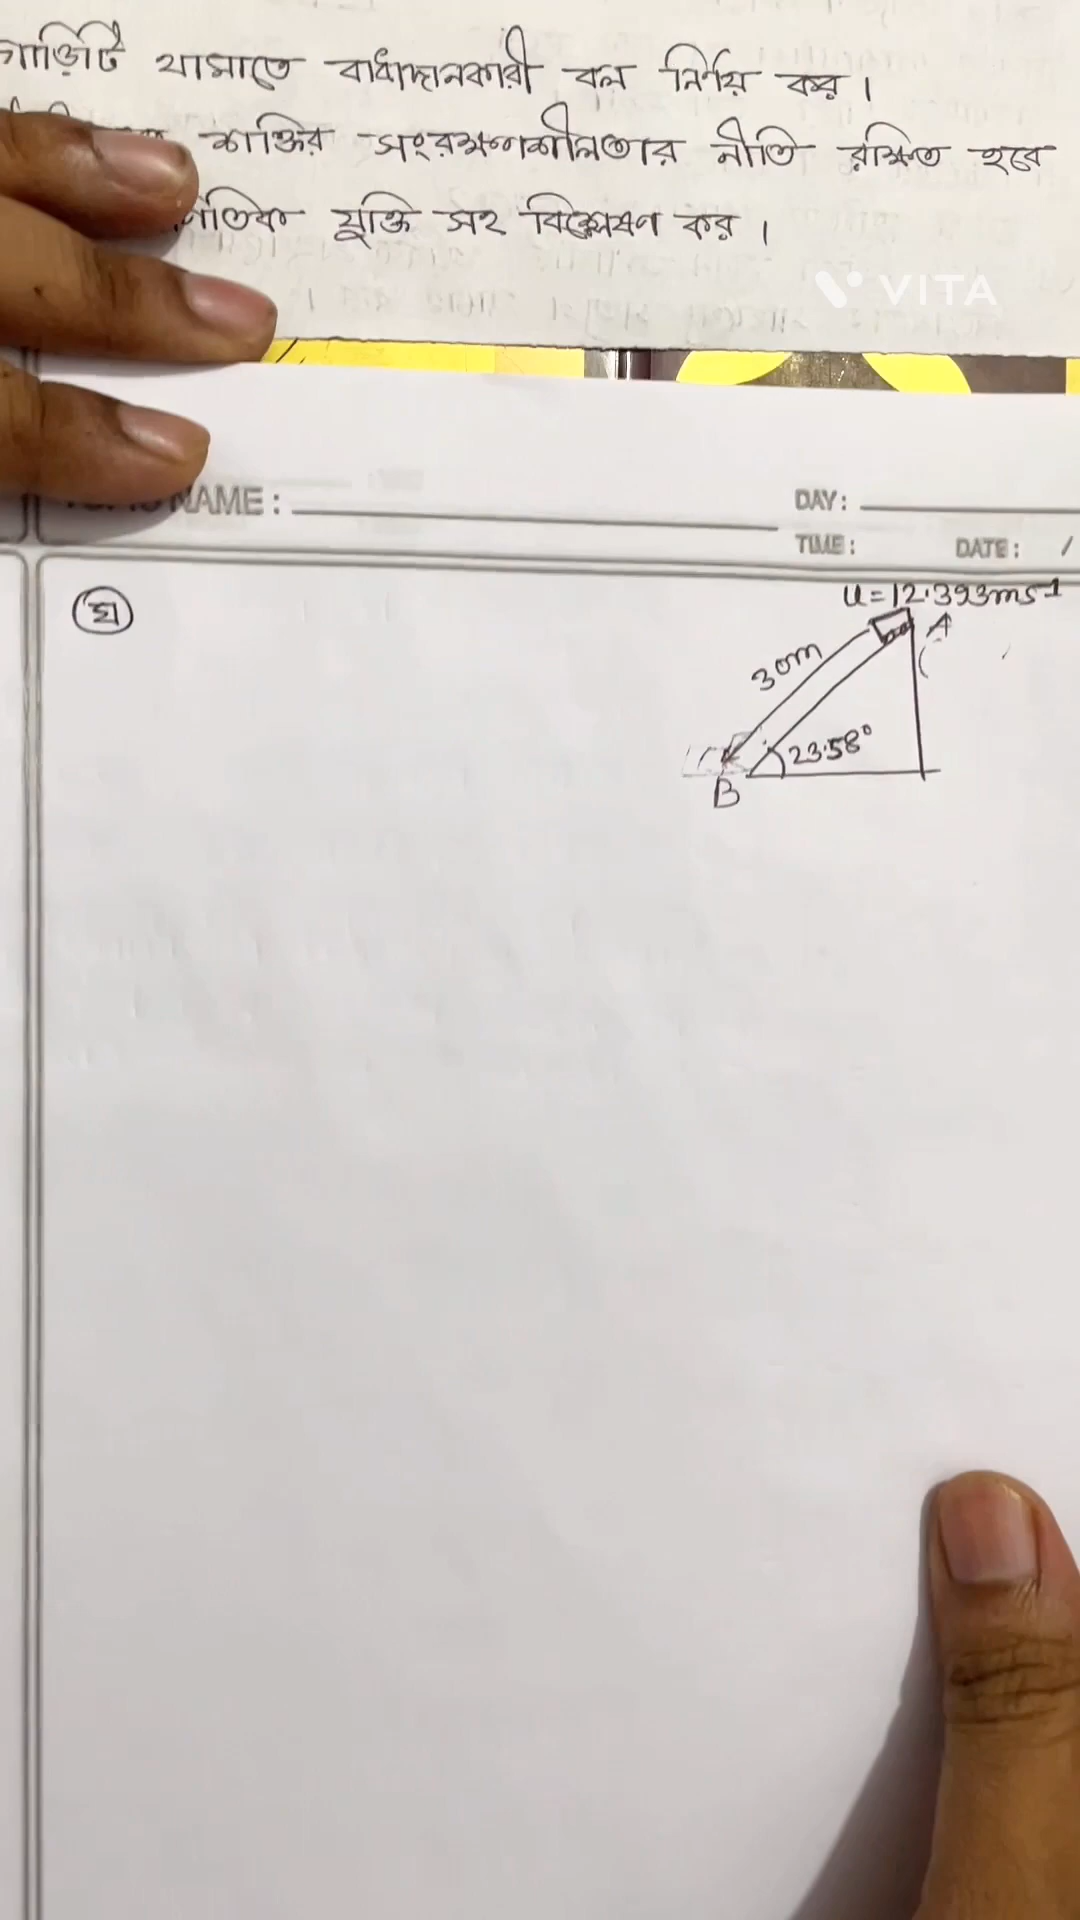 গাড়িটি থামাতে বাধাদানকারী বল নির্ণয় কর।
শক্তির সংরক্ষণশীলতার নীতি রক্ষিত হবে
যুক্তি সহ বিশ্লেষণ কর।
VITA
NAME :
DAY :
TIME :
DATE : /
ঘ
u = 12.393ms-1
A
30m
23.58°
B